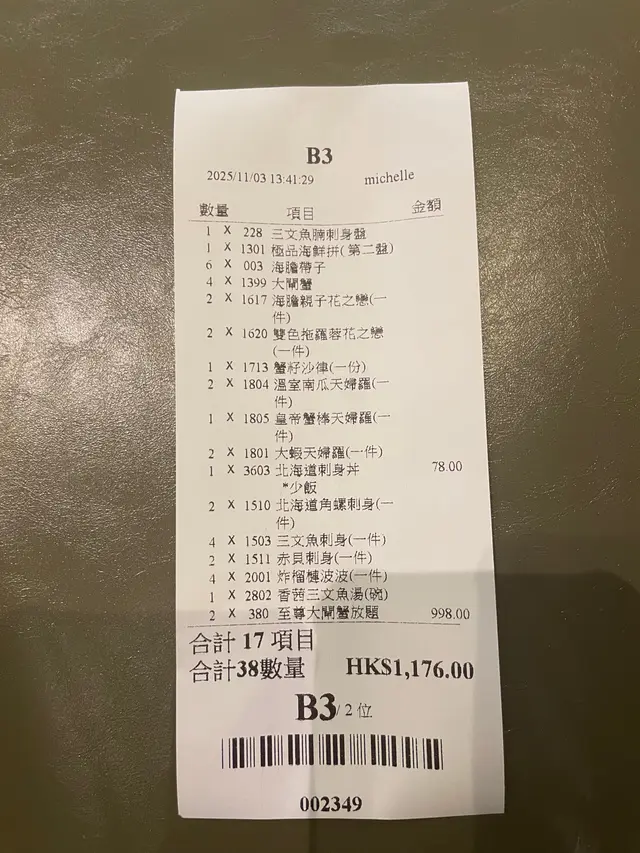 B3
2025/11/03 13:41:29 michelle
數量 項目 金額
1 X 228 三文魚腩刺身盤
1 X 1301 極品海鮮拼(第二盤)
6 X 003 海膽帶子
4 X 1399 大閘蟹
2 X 1617 海膽親子花之戀(一
件)
2 X 1620 雙色拖羅蓉花之戀
(一件)
1 X 1713 蟹籽沙律(一份)
2 X 1804 溫室南瓜天婦羅(一
件)
1 X 1805 皇帝蟹棒天婦羅(一
件)
2 X 1801 大蝦天婦羅(一件)
1 X 3603 北海道刺身丼 78.00
*少飯
2 X 1510 北海道角螺刺身(一
件)
4 X 1503 三文魚刺身(一件)
2 X 1511 赤貝刺身(一件)
4 X 2001 炸榴槤波波(一件)
1 X 2802 香茜三文魚湯(碗)
2 X 380 至尊大閘蟹放題 998.00
合計 17 項目
合計38數量 HK$1,176.00
B3/ 2 位
002349